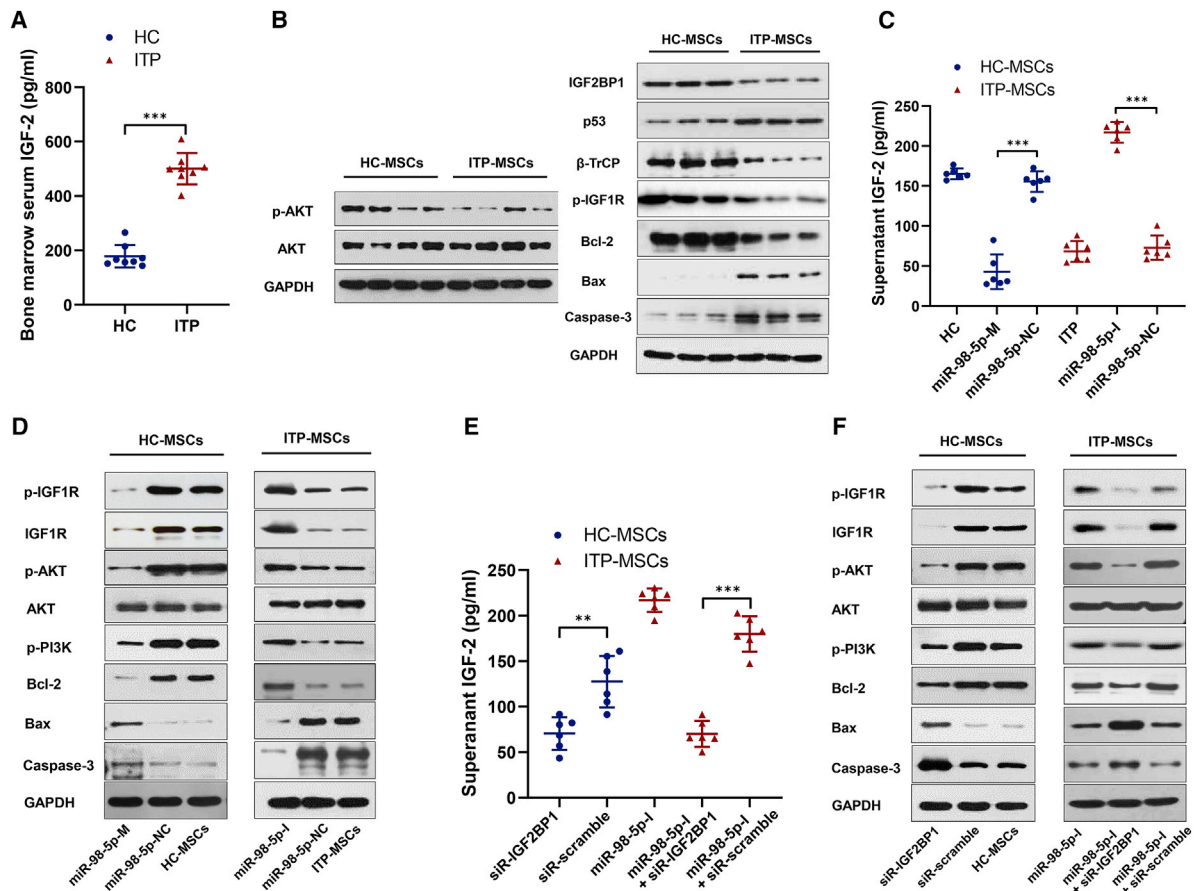 A
HC
ITP
Bone marrow serum IGF-2 (pg/ml)
800
600
400
200
0
***
HC
ITP
B
HC-MSCs
ITP-MSCs
p-AKT
AKT
GAPDH
HC-MSCs
ITP-MSCs
IGF2BP1
p53
β-TrCP
p-IGF1R
Bcl-2
Bax
Caspase-3
GAPDH
C
HC-MSCs
ITP-MSCs
Supernatant IGF-2 (pg/ml)
250
200
150
100
50
0
***
***
HC
miR-98-5p-M
miR-98-5p-NC
ITP
miR-98-5p-I
miR-98-5p-NC
D
HC-MSCs
ITP-MSCs
p-IGF1R
IGF1R
p-AKT
AKT
p-PI3K
Bcl-2
Bax
Caspase-3
GAPDH
miR-98-5p-M
miR-98-5p-NC
HC-MSCs
miR-98-5p-I
miR-98-5p-NC
ITP-MSCs
E
HC-MSCs
ITP-MSCs
Superanant IGF-2 (pg/ml)
250
200
150
100
50
0
**
***
siR-IGF2BP1
siR-scramble
miR-98-5p-I
miR-98-5p-I
+ siR-IGF2BP1
miR-98-5p-I
+ siR-scramble
F
HC-MSCs
ITP-MSCs
p-IGF1R
IGF1R
p-AKT
AKT
p-PI3K
Bcl-2
Bax
Caspase-3
GAPDH
siR-IGF2BP1
siR-scramble
HC-MSCs
miR-98-5p-I
miR-98-5p-I
+ siR-IGF2BP1
miR-98-5p-I
+ siR-scramble